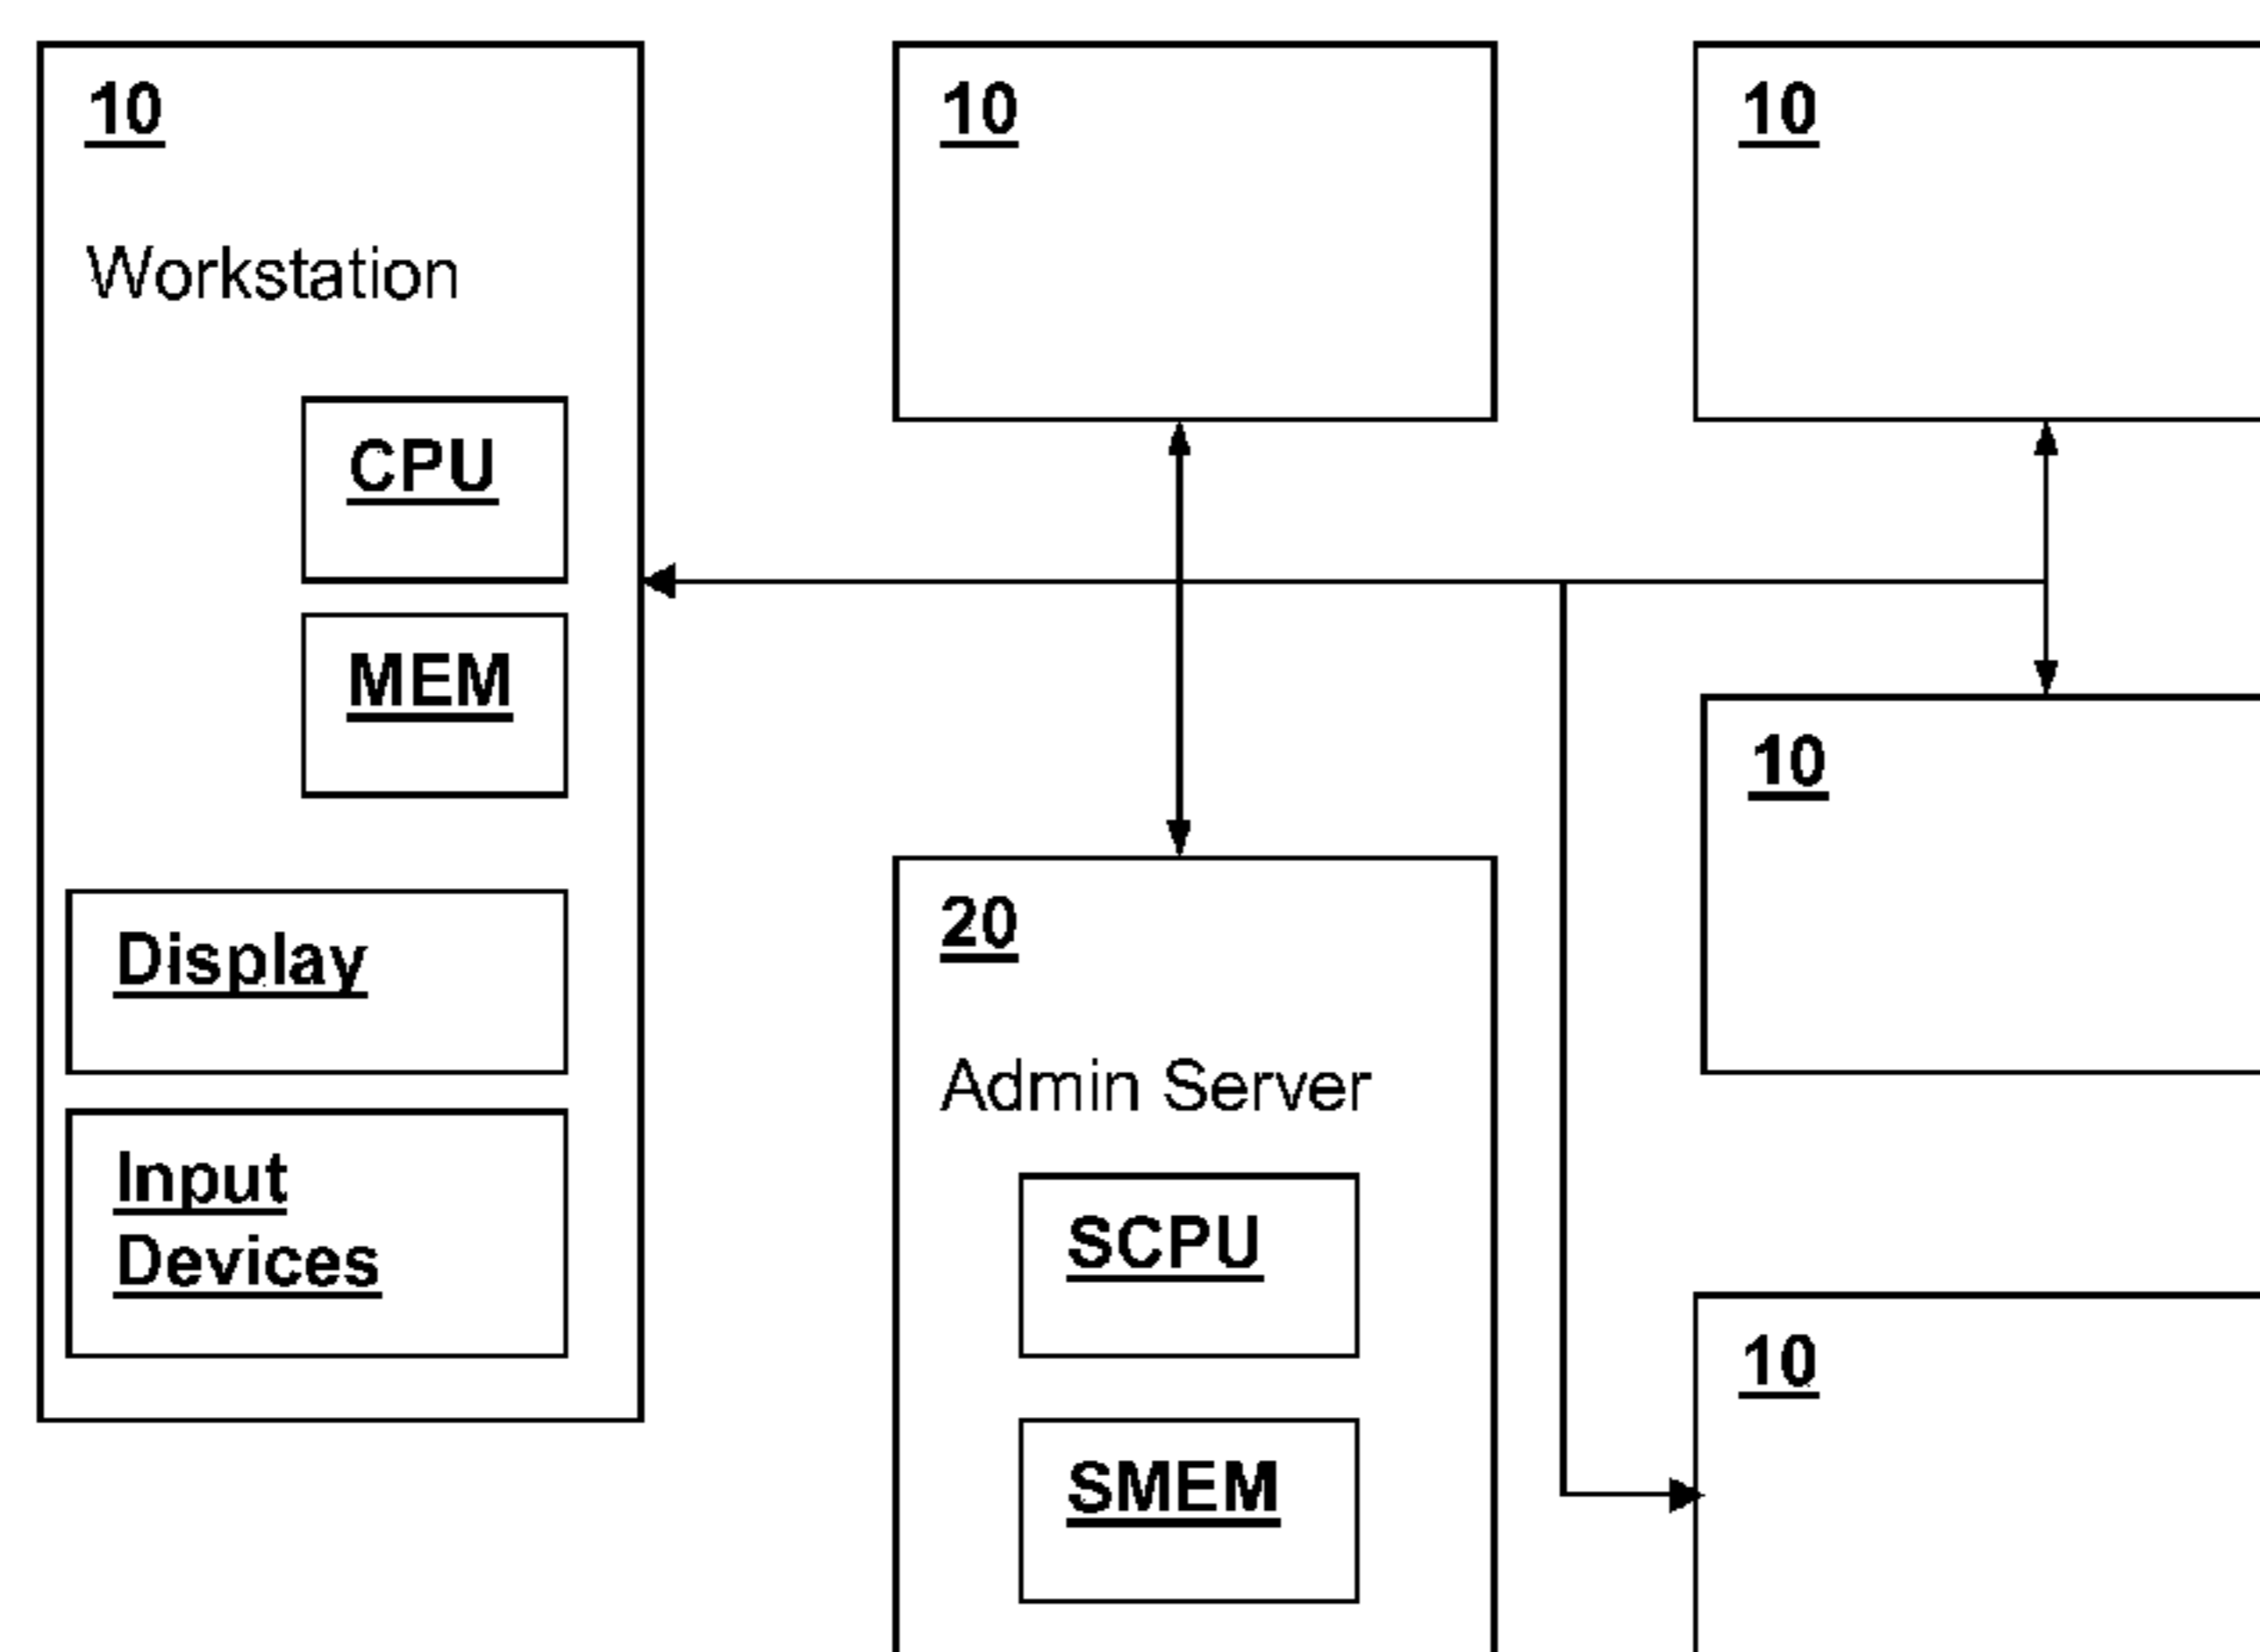 10
Workstation
CPU
MEM
Display
Input
Devices
10
20
Admin Server
SCPU
SMEM
10
10
10